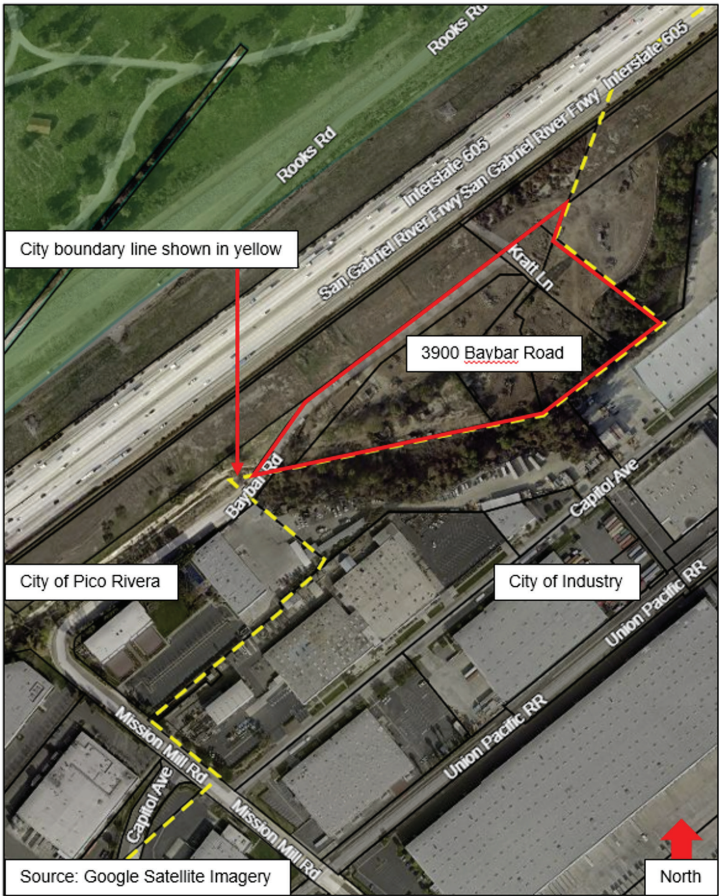 Rooks Rd
Interstate 605
San Gabriel River Frwy
Rooks Rd
Interstate 605
San Gabriel River Frwy
City boundary line shown in yellow
Kratt Ln
3900 Baybar Road
Baybar Rd
Capitol Ave
City of Pico Rivera
City of Industry
Union Pacific RR
Union Pacific RR
Mission Mill Rd
Capitol Ave
Mission Mill Rd
Source: Google Satellite Imagery
North